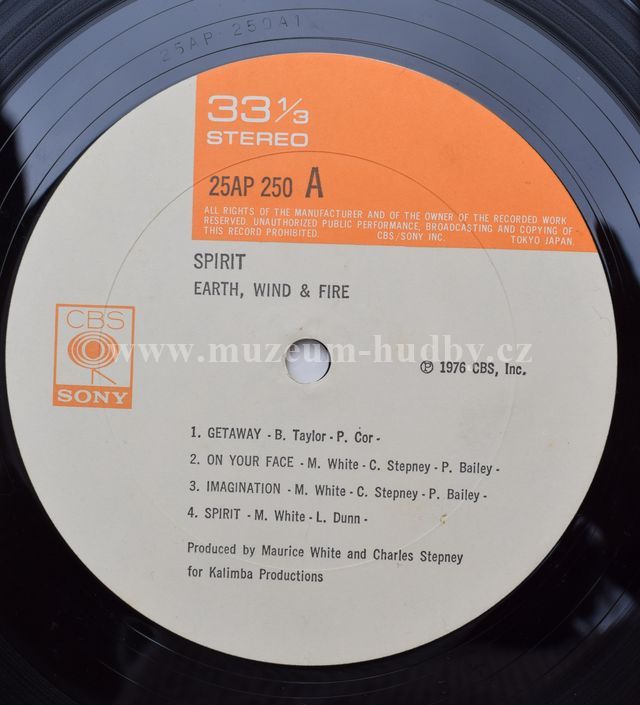 25AP 250A1
33 1/3
STEREO
25AP 250 A
ALL RIGHTS OF THE MANUFACTURER AND OF THE OWNER OF THE RECORDED WORK
RESERVED. UNAUTHORIZED PUBLIC PERFORMANCE, BROADCASTING AND COPYING OF
THIS RECORD PROHIBITED. CBS/SONY INC. TOKYO JAPAN.
SPIRIT
EARTH, WIND & FIRE
CBS
SONY
www.muzeum-hudby.cz
℗ 1976 CBS, Inc.
1. GETAWAY - B. Taylor - P. Cor -
2. ON YOUR FACE - M. White - C. Stepney - P. Bailey -
3. IMAGINATION - M. White - C. Stepney - P. Bailey -
4. SPIRIT - M. White - L. Dunn -
Produced by Maurice White and Charles Stepney
for Kalimba Productions